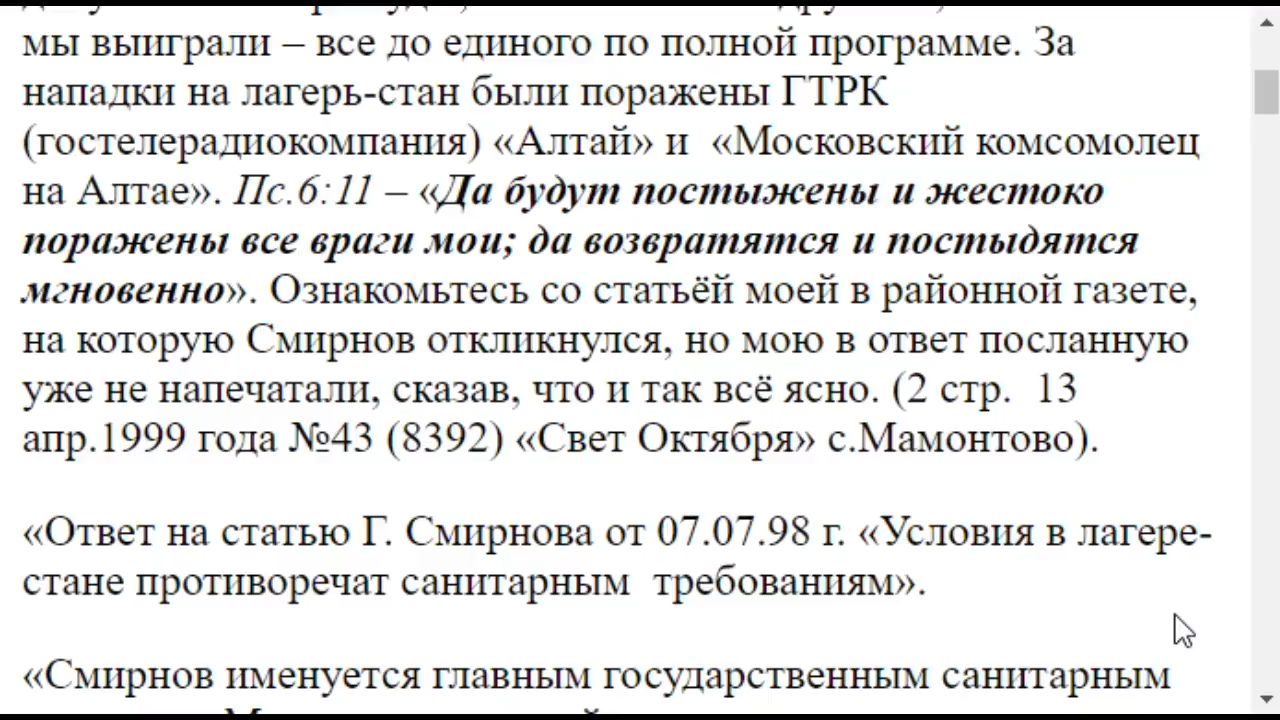 мы выиграли – все до единого по полной программе. За
нападки на лагерь-стан были поражены ГТРК
(гостелерадиокомпания) «Алтай» и «Московский комсомолец
на Алтае». Пс.6:11 – «Да будут постыжены и жестоко
поражены все враги мои; да возвратятся и постыдятся
мгновенно». Ознакомьтесь со статьёй моей в районной газете,
на которую Смирнов откликнулся, но мою в ответ посланную
уже не напечатали, сказав, что и так всё ясно. (2 стр. 13
апр.1999 года №43 (8392) «Свет Октября» с.Мамонтово).
«Ответ на статью Г. Смирнова от 07.07.98 г. «Условия в лагере-
стане противоречат санитарным требованиям».
«Смирнов именуется главным государственным санитарным